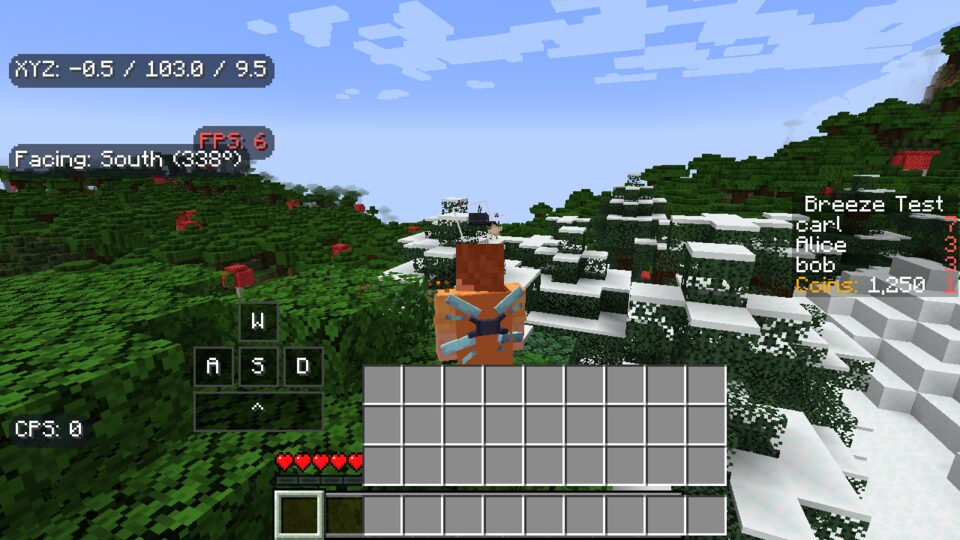 XYZ: -0.5 / 103.0 / 9.5
FPS: 6
Facing: South (338°)
Breeze Test
carl 7
Alice 3
bob 3
Coins: 1,250 1
W
A S D
^
CPS: 0